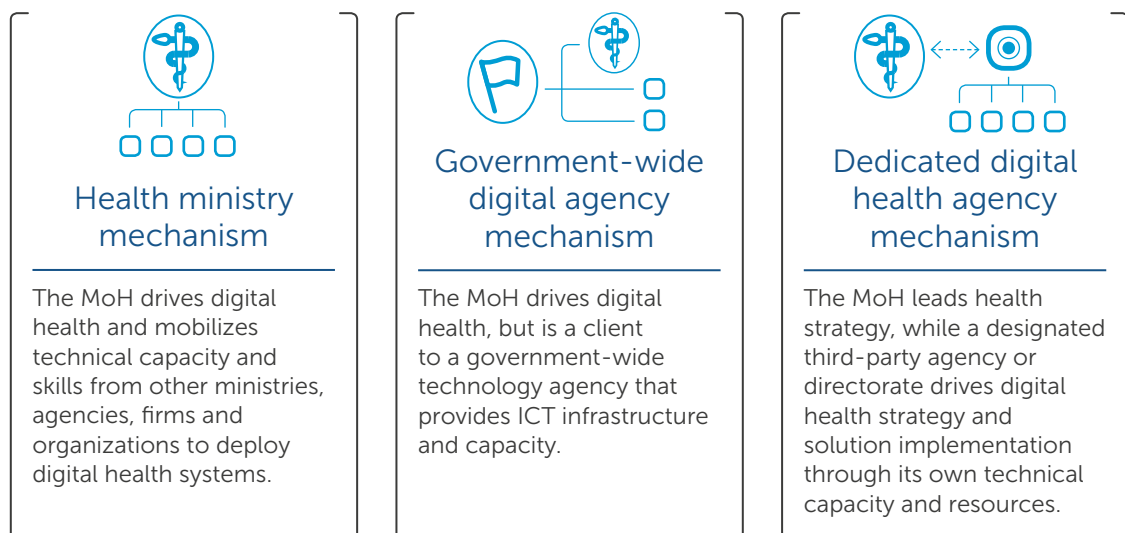 Health ministry
mechanism
The MoH drives digital
health and mobilizes
technical capacity and
skills from other ministries,
agencies, firms and
organizations to deploy
digital health systems.
Government-wide
digital agency
mechanism
The MoH drives digital
health, but is a client
to a government-wide
technology agency that
provides ICT infrastructure
and capacity.
Dedicated digital
health agency
mechanism
The MoH leads health
strategy, while a designated
third-party agency or
directorate drives digital
health strategy and
solution implementation
through its own technical
capacity and resources.